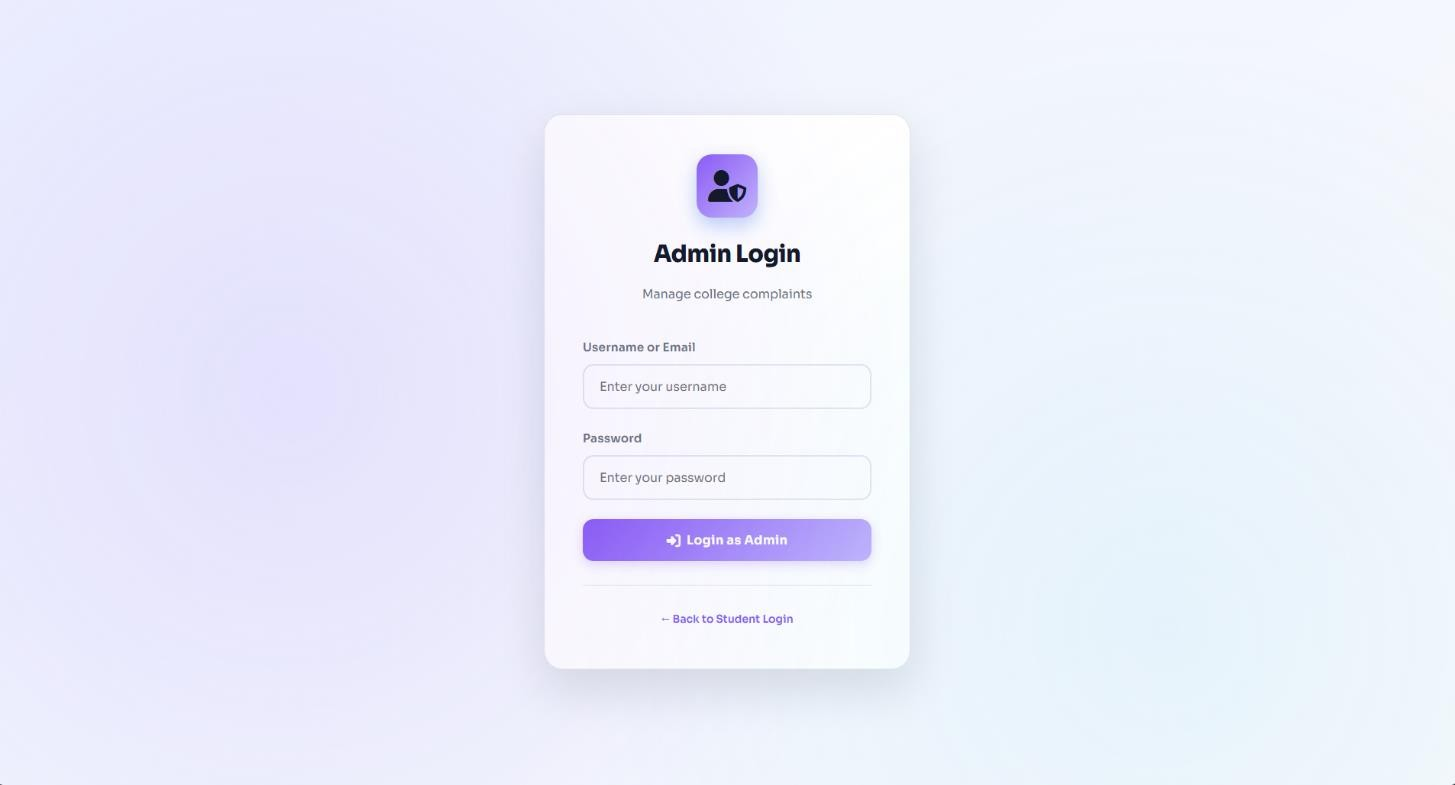 Admin Login
Manage college complaints
Username or Email
Enter your username
Password
Enter your password
Login as Admin
← Back to Student Login